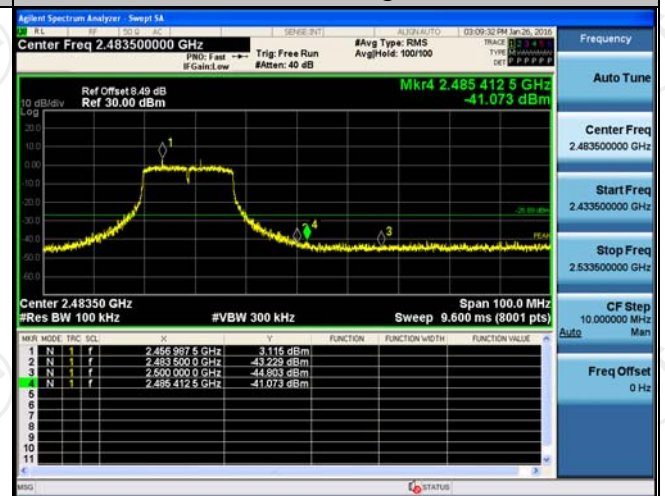 Agilent Spectrum Analyzer - Swept SA
RL RF 50 Ω AC SENSE:INT ALIGN AUTO 03:09:32 PM Jan 26, 2016
Center Freq 2.483500000 GHz
PNO: Fast
IFGain:Low
Trig: Free Run
#Atten: 40 dB
#Avg Type: RMS
Avg|Hold: 100/100
TRACE 1 2 3 4 5 6
TYPE
DET P P P P P P
Frequency
Mkr4 2.485 412 5 GHz
-41.073 dBm
Ref Offset 8.49 dB
Ref 30.00 dBm
10 dB/div
Log
20.0
10.0
0.00
-10.0
-20.0
-30.0
-40.0
-50.0
-60.0
1
4
3
PEAK
Center 2.48350 GHz
#Res BW 100 kHz
#VBW 300 kHz
Span 100.0 MHz
Sweep 9.600 ms (8001 pts)
MKR MODE TRC SCL X Y FUNCTION FUNCTION WIDTH FUNCTION VALUE
1 N 1 f 2.456 987 5 GHz 3.115 dBm
2 N 1 f 2.483 500 0 GHz -43.229 dBm
3 N 1 f 2.500 000 0 GHz -44.803 dBm
4 N 1 f 2.485 412 5 GHz -41.073 dBm
5
6
7
8
9
10
11
MSG
STATUS
Auto Tune
Center Freq
2.483500000 GHz
Start Freq
2.433500000 GHz
Stop Freq
2.533500000 GHz
CF Step
10.000000 MHz
Auto Man
Freq Offset
0 Hz